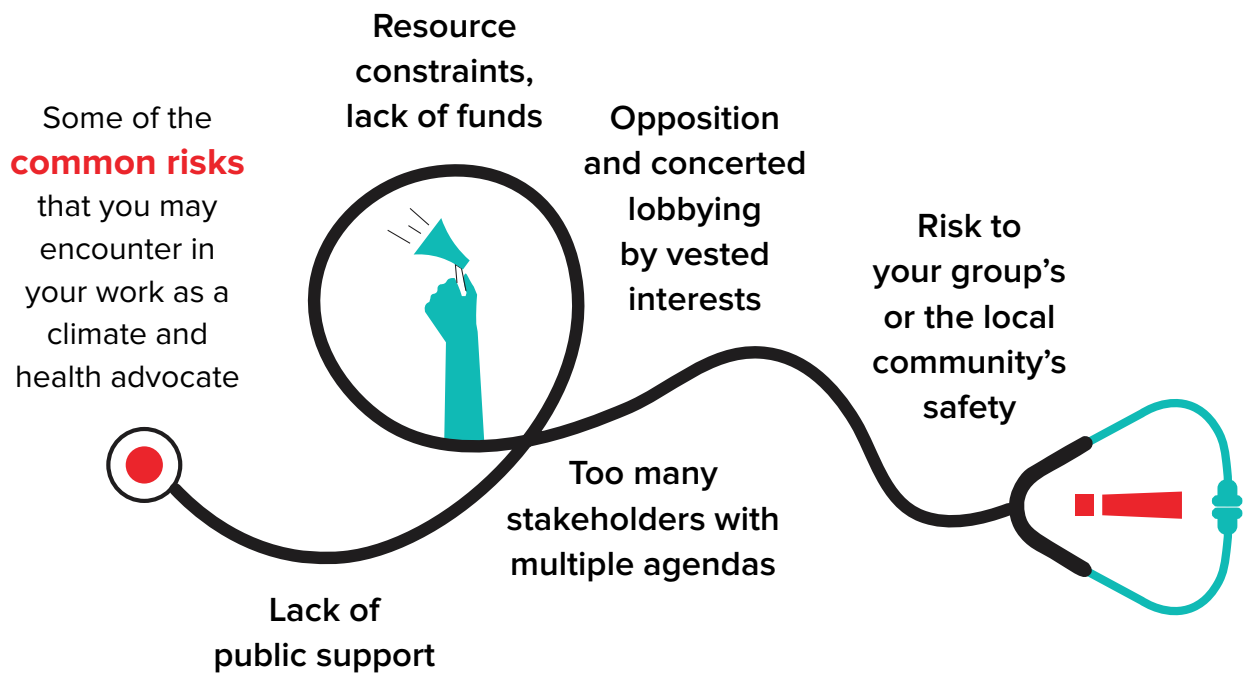 Some of the
common risks
that you may
encounter in
your work as a
climate and
health advocate
Lack of
public support
Resource
constraints,
lack of funds
Too many
stakeholders with
multiple agendas
Opposition
and concerted
lobbying
by vested
interests
Risk to
your group’s
or the local
community’s
safety